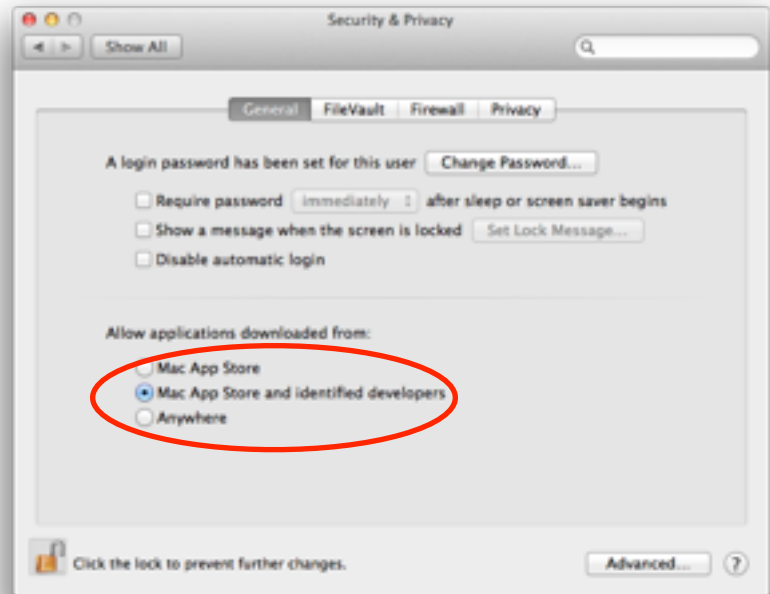 Security & Privacy
Show All
General FileVault Firewall Privacy
A login password has been set for this user Change Password...
Require password immediately after sleep or screen saver begins
Show a message when the screen is locked Set Lock Message...
Disable automatic login
Allow applications downloaded from:
Mac App Store
Mac App Store and identified developers
Anywhere
Click the lock to prevent further changes. Advanced... ?